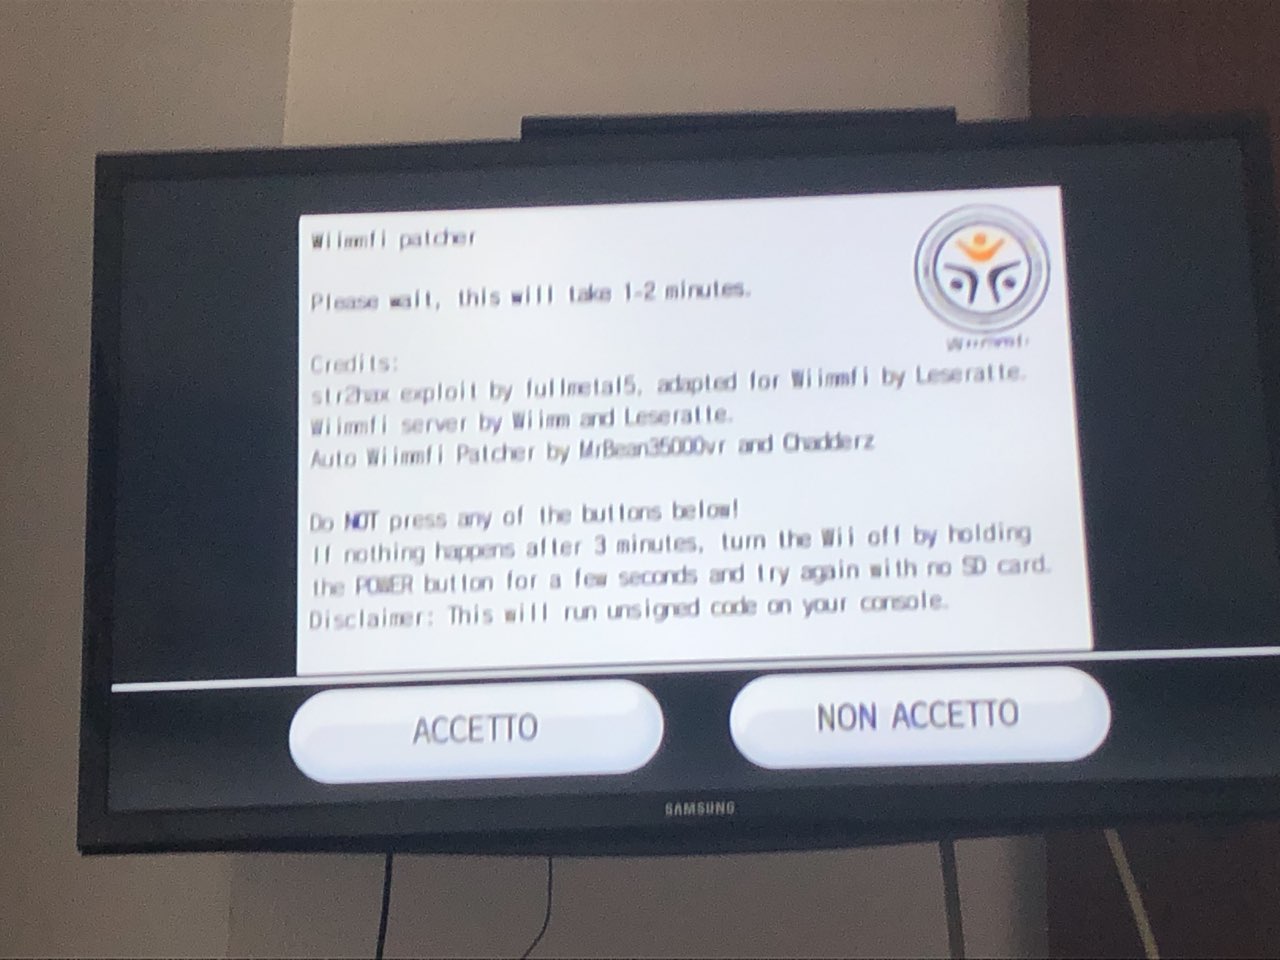 Wiimmfi patcher
Please wait, this will take 1-2 minutes.
Wiimmfi
Credits:
str2hax exploit by fullmetal5, adapted for Wiimmfi by Leseratte.
Wiimmfi server by Wiimm and Leseratte.
Auto Wiimmfi Patcher by MrBean35000vr and Chadderz
Do NOT press any of the buttons below!
If nothing happens after 3 minutes, turn the Wii off by holding
the POWER button for a few seconds and try again with no SD card.
Disclaimer: This will run unsigned code on your console.
ACCETTO
NON ACCETTO
SAMSUNG